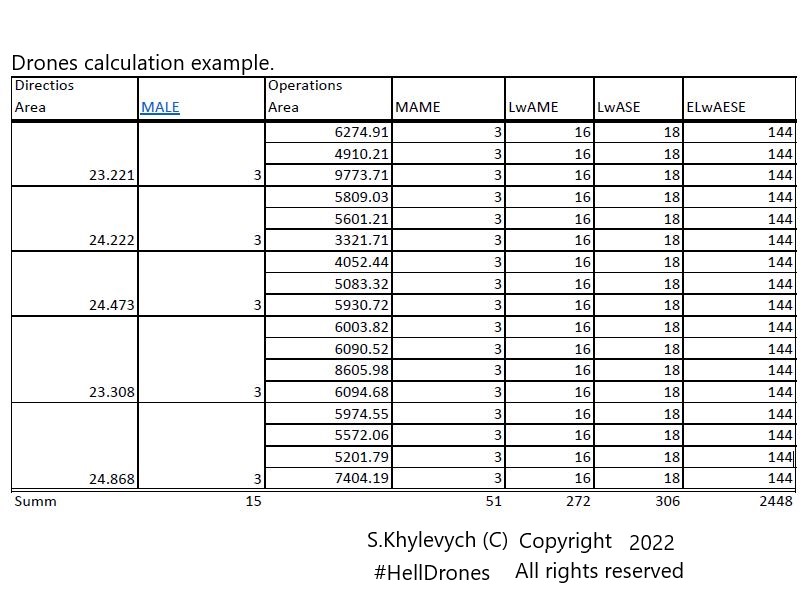 Drones calculation example.
Directios Area MALE Operations Area MAME LwAME LwASE ELwAESE
6274.91 3 16 18 144
4910.21 3 16 18 144
23.221 3 9773.71 3 16 18 144
5809.03 3 16 18 144
5601.21 3 16 18 144
24.222 3 3321.71 3 16 18 144
4052.44 3 16 18 144
5083.32 3 16 18 144
24.473 3 5930.72 3 16 18 144
6003.82 3 16 18 144
6090.52 3 16 18 144
8605.98 3 16 18 144
23.308 3 6094.68 3 16 18 144
5974.55 3 16 18 144
5572.06 3 16 18 144
5201.79 3 16 18 144
24.868 3 7404.19 3 16 18 144
Summ 15 51 272 306 2448
S.Khylevych (C) Copyright 2022
#HellDrones All rights reserved